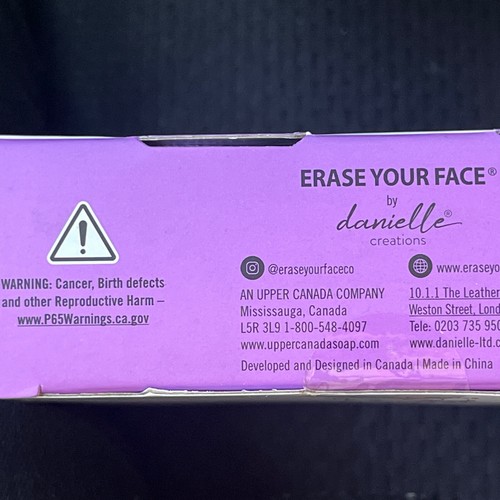 ERASE YOUR FACE®
by
danielle®
creations
@eraseyourfaceco
www.eraseyo
WARNING: Cancer, Birth defects
and other Reproductive Harm –
www.P65Warnings.ca.gov
AN UPPER CANADA COMPANY
Mississauga, Canada
L5R 3L9 1-800-548-4097
www.uppercanadasoap.com
10.1.1 The Leather
Weston Street, Lond
Tele: 0203 735 950
www.danielle-ltd.c
Developed and Designed in Canada | Made in China